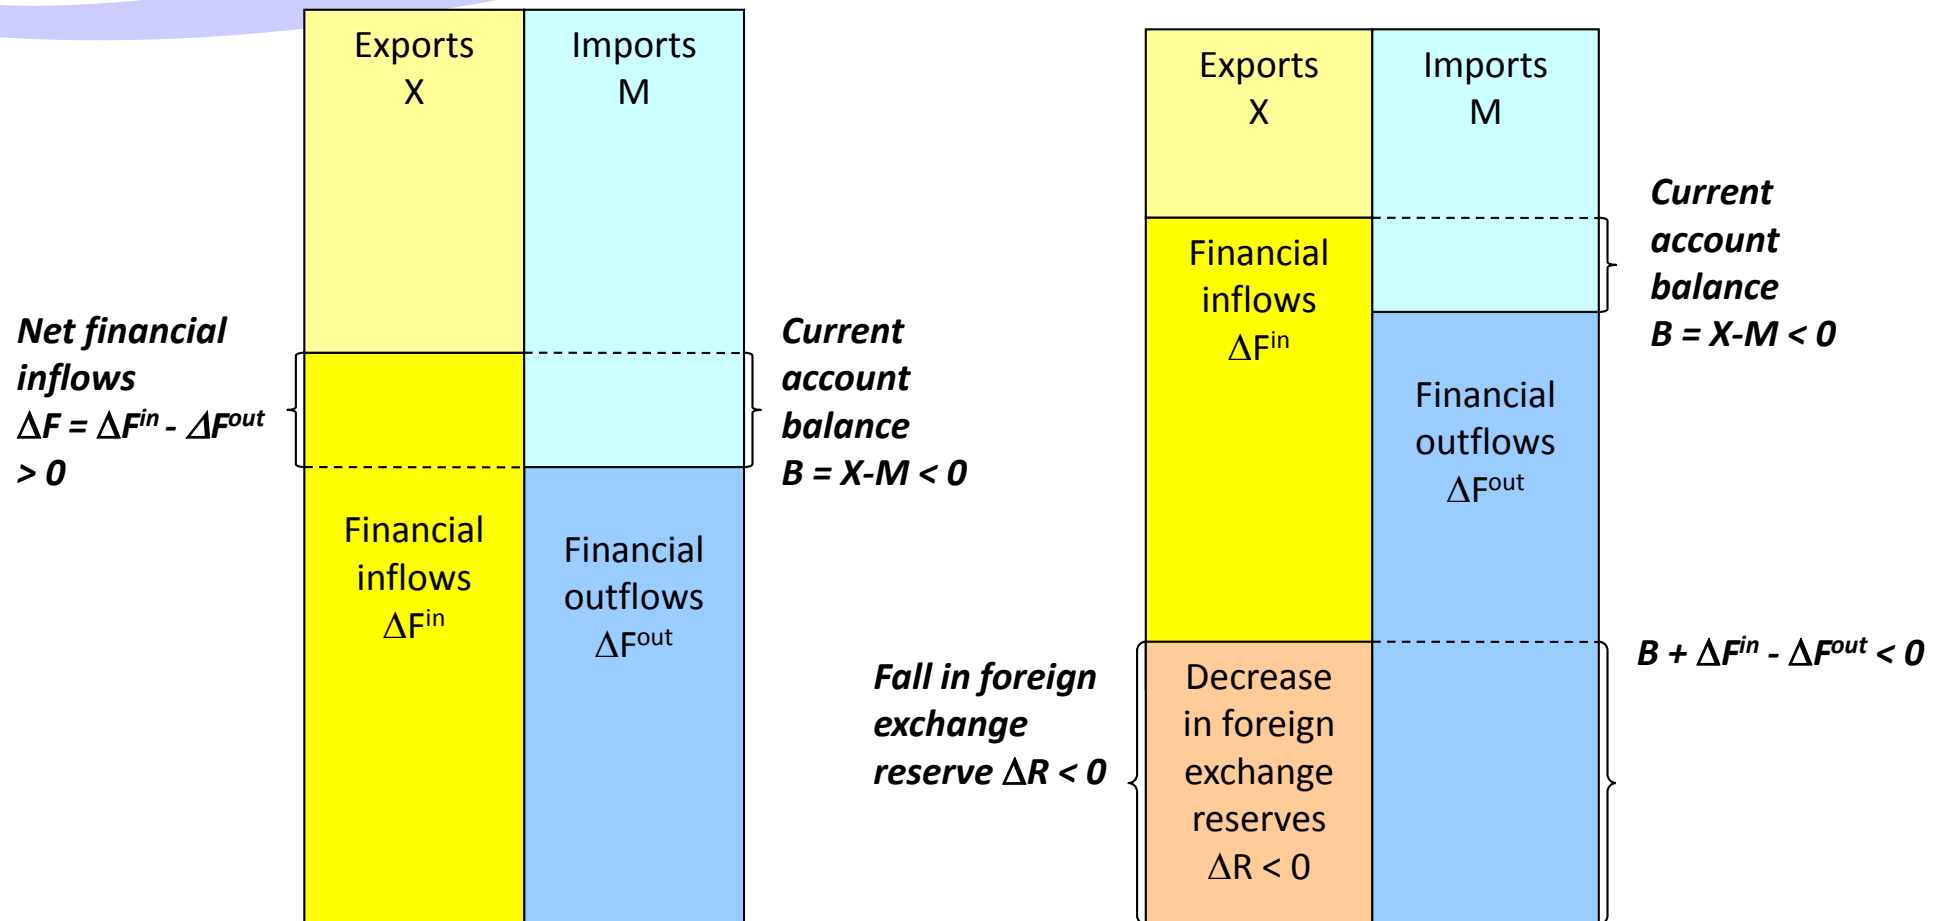 Exports
X
Imports
M
Net financial
inflows
ΔF = ΔFⁱⁿ - ΔFᵒᵘᵗ
> 0
Current
account
balance
B = X-M < 0
Financial
inflows
ΔFⁱⁿ
Financial
outflows
ΔFᵒᵘᵗ
Exports
X
Imports
M
Financial
inflows
ΔFⁱⁿ
Current
account
balance
B = X-M < 0
Financial
outflows
ΔFᵒᵘᵗ
Fall in foreign
exchange
reserve ΔR < 0
Decrease
in foreign
exchange
reserves
ΔR < 0
B + ΔFⁱⁿ - ΔFᵒᵘᵗ < 0